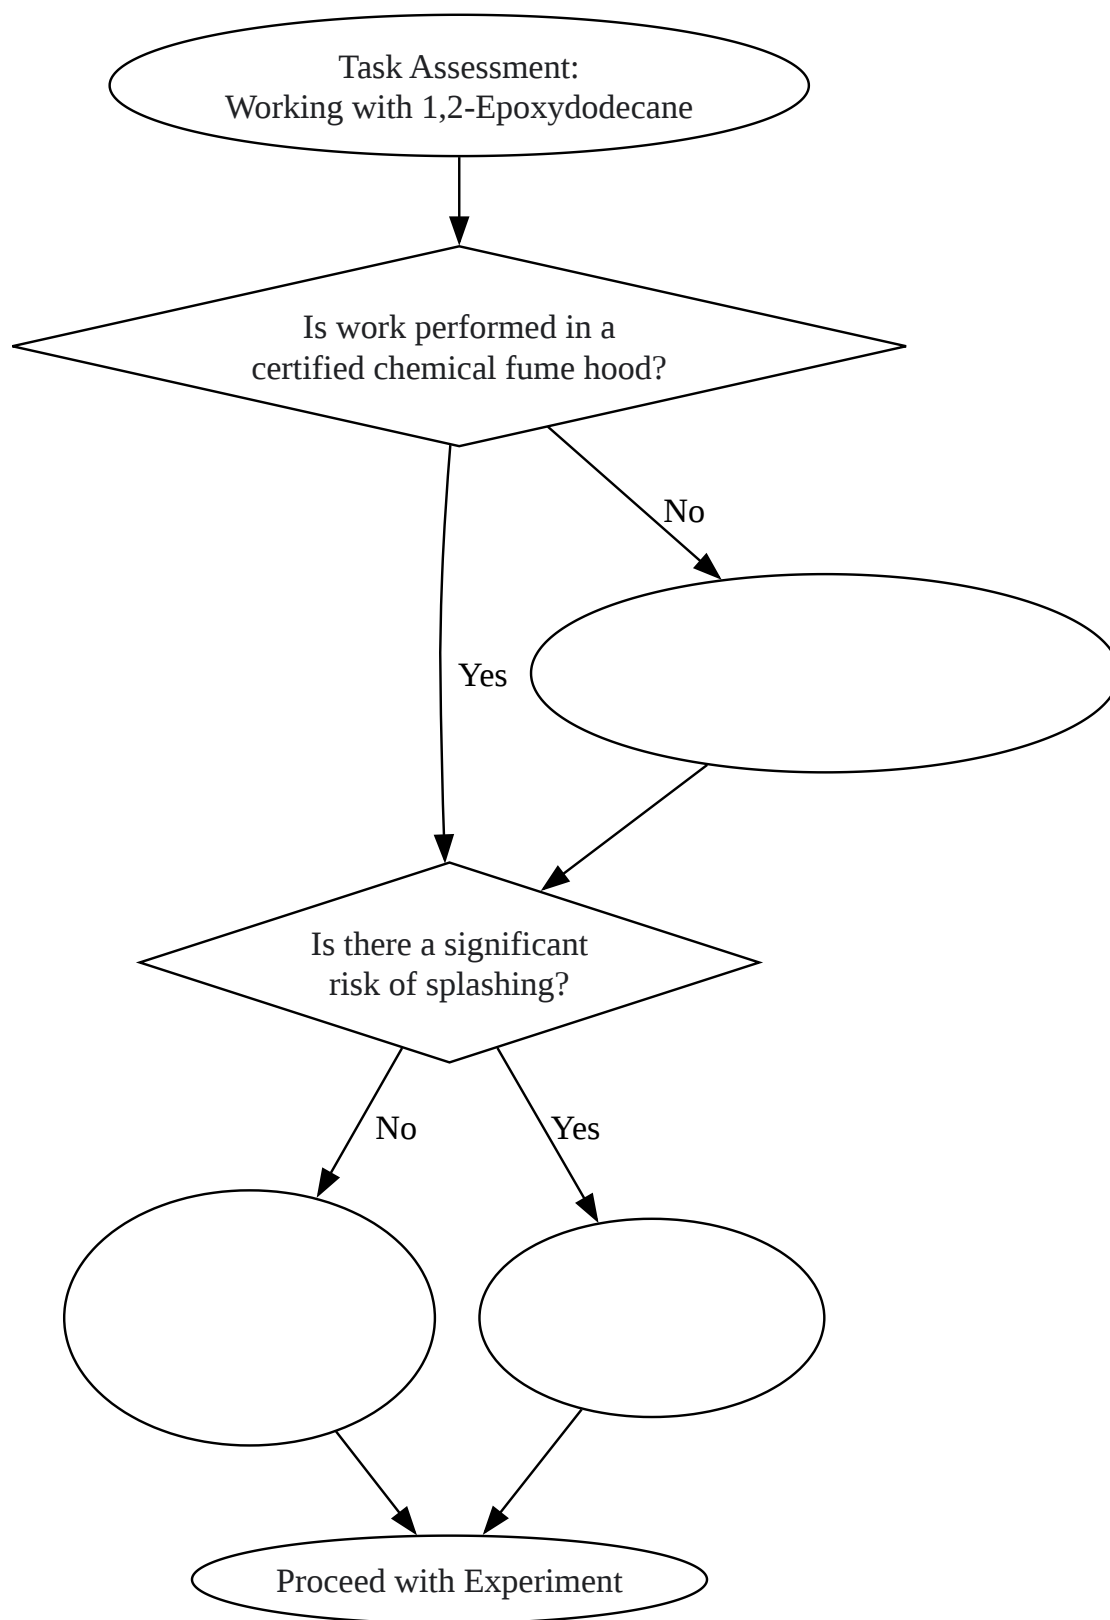 Task Assessment:
Working with 1,2-Epoxydodecane
Is work performed in a
certified chemical fume hood?
No
Yes
Is there a significant
risk of splashing?
No
Yes
Proceed with Experiment